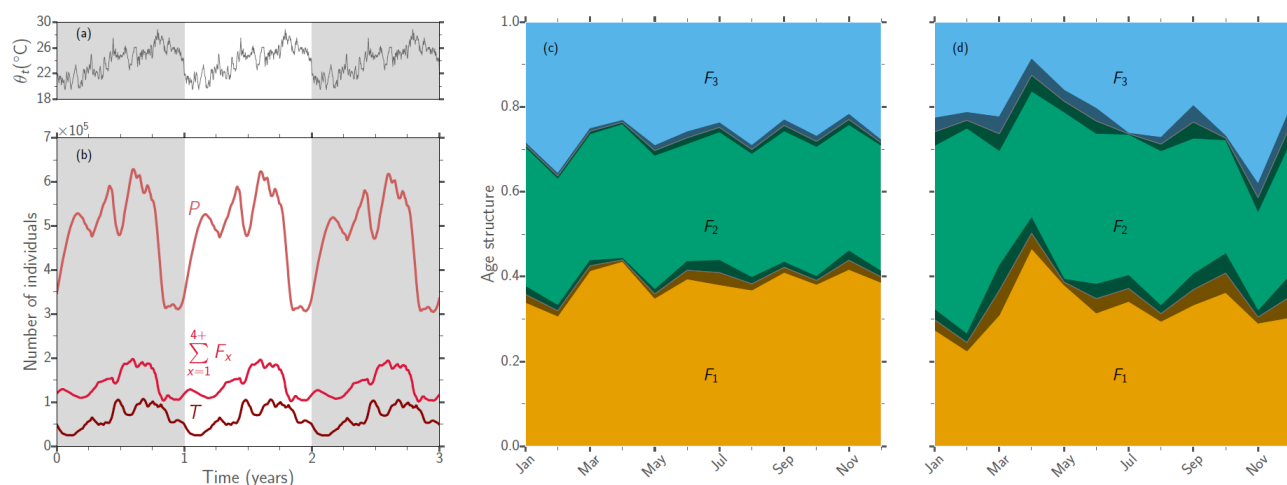 (a)
θt(°C)
30
26
22
18
×10⁵
(b)
Number of individuals
7
6
5
4
3
2
1
0
P
4+
∑ Fx
x=1
T
0
1
2
3
Time (years)
(c)
Age structure
1.0
0.8
0.6
0.4
0.2
0.0
F3
F2
F1
Jan
Mar
May
Jul
Sep
Nov
(d)
F3
F2
F1
Jan
Mar
May
Jul
Sep
Nov